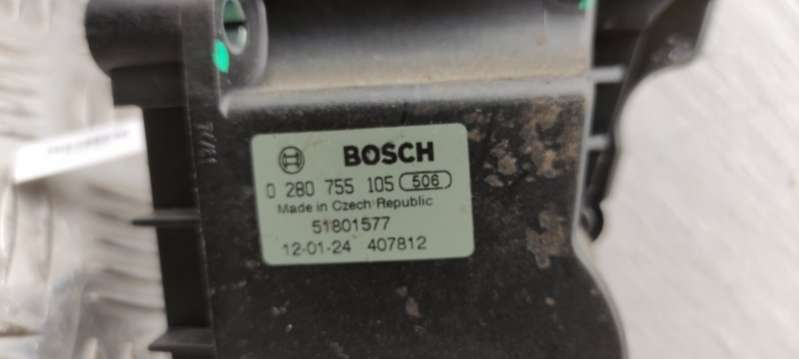 BOSCH
0 280 755 105 506
Made in Czech Republic
51801577
12-01-24 407812